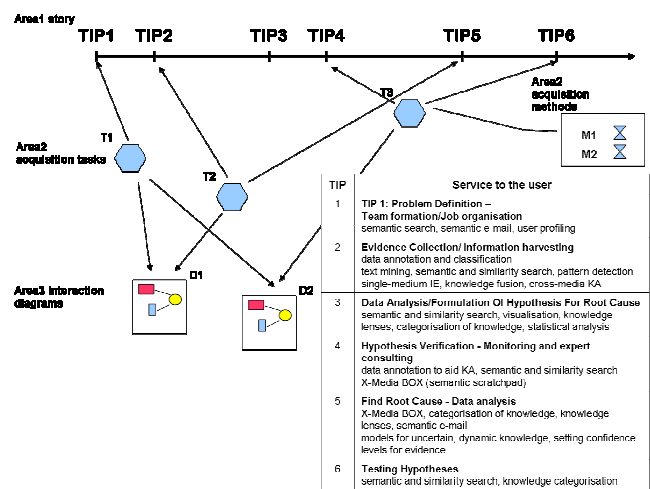 Area1 story
TIP1 TIP2 TIP3 TIP4 TIP5 TIP6
T3
Area2
acquisition
methods
M1
M2
T1
Area2
acquisition tasks
T2
D1
Area3 interaction
diagrams
D2
TIP Service to the user
1 TIP 1: Problem Definition –
Team formation/Job organisation
semantic search, semantic e mail, user profiling
2 Evidence Collection/ Information harvesting
data annotation and classification
text mining, semantic and similarity search, pattern detection
single-medium IE, knowledge fusion, cross-media KA
3 Data Analysis/Formulation Of Hypothesis For Root Cause
semantic and similarity search, visualisation, knowledge
lenses, categorisation of knowledge, statistical analysis
4 Hypothesis Verification - Monitoring and expert
consulting
data annotation to aid KA, semantic and similarity search
X-Media BOX (semantic scratchpad)
5 Find Root Cause - Data analysis
X-Media BOX, categorisation of knowledge, knowledge
lenses, semantic e-mail
models for uncertain, dynamic knowledge, setting confidence
levels for evidence
6 Testing Hypotheses
semantic and similarity search, knowledge categorisation